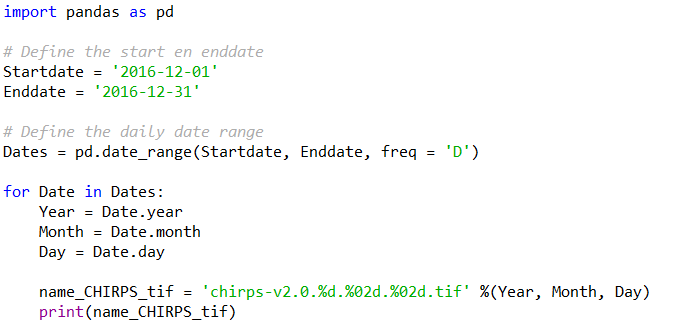 import pandas as pd
# Define the start en enddate
Startdate = '2016-12-01'
Enddate = '2016-12-31'
# Define the daily date range
Dates = pd.date_range(Startdate, Enddate, freq = 'D')
for Date in Dates:
    Year = Date.year
    Month = Date.month
    Day = Date.day
    name_CHIRPS_tif = 'chirps-v2.0.%d.%02d.%02d.tif' %(Year, Month, Day)
    print(name_CHIRPS_tif)